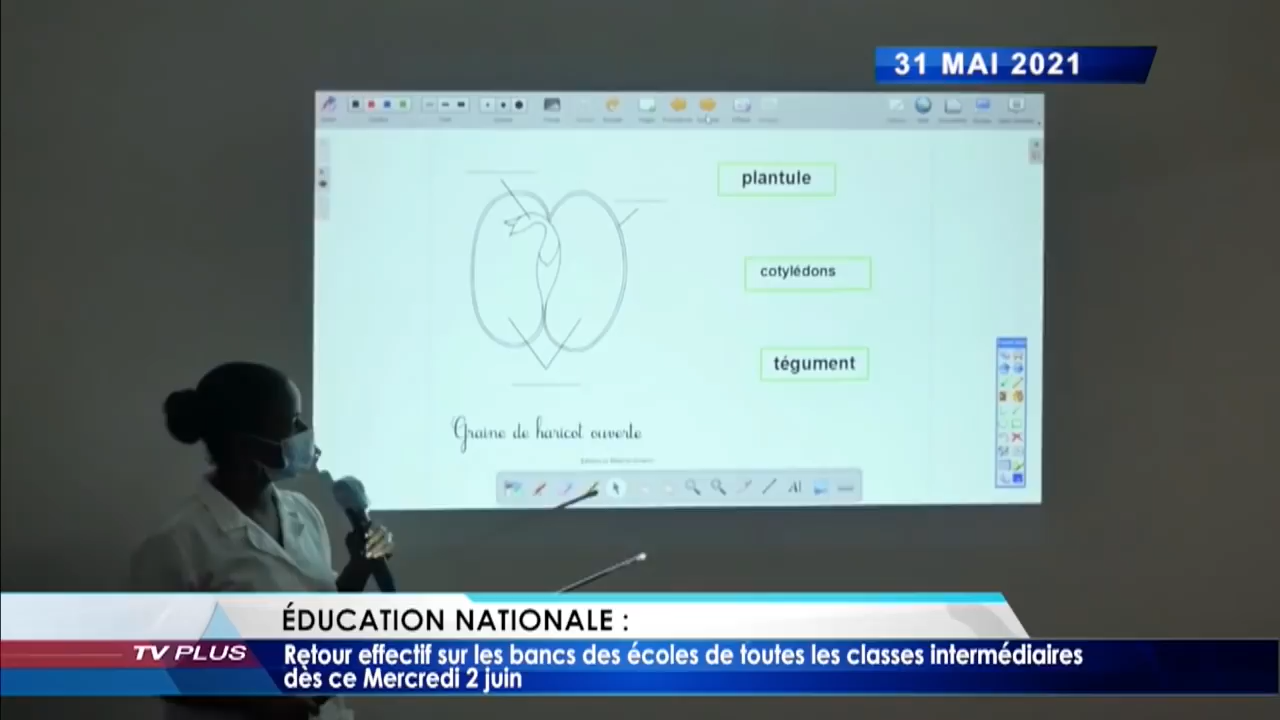 31 MAI 2021
plantule
cotylédons
tégument
Graine de haricot ouverte
AI
ÉDUCATION NATIONALE :
TV PLUS
Retour effectif sur les bancs des écoles de toutes les classes intermédiaires
dès ce Mercredi 2 juin